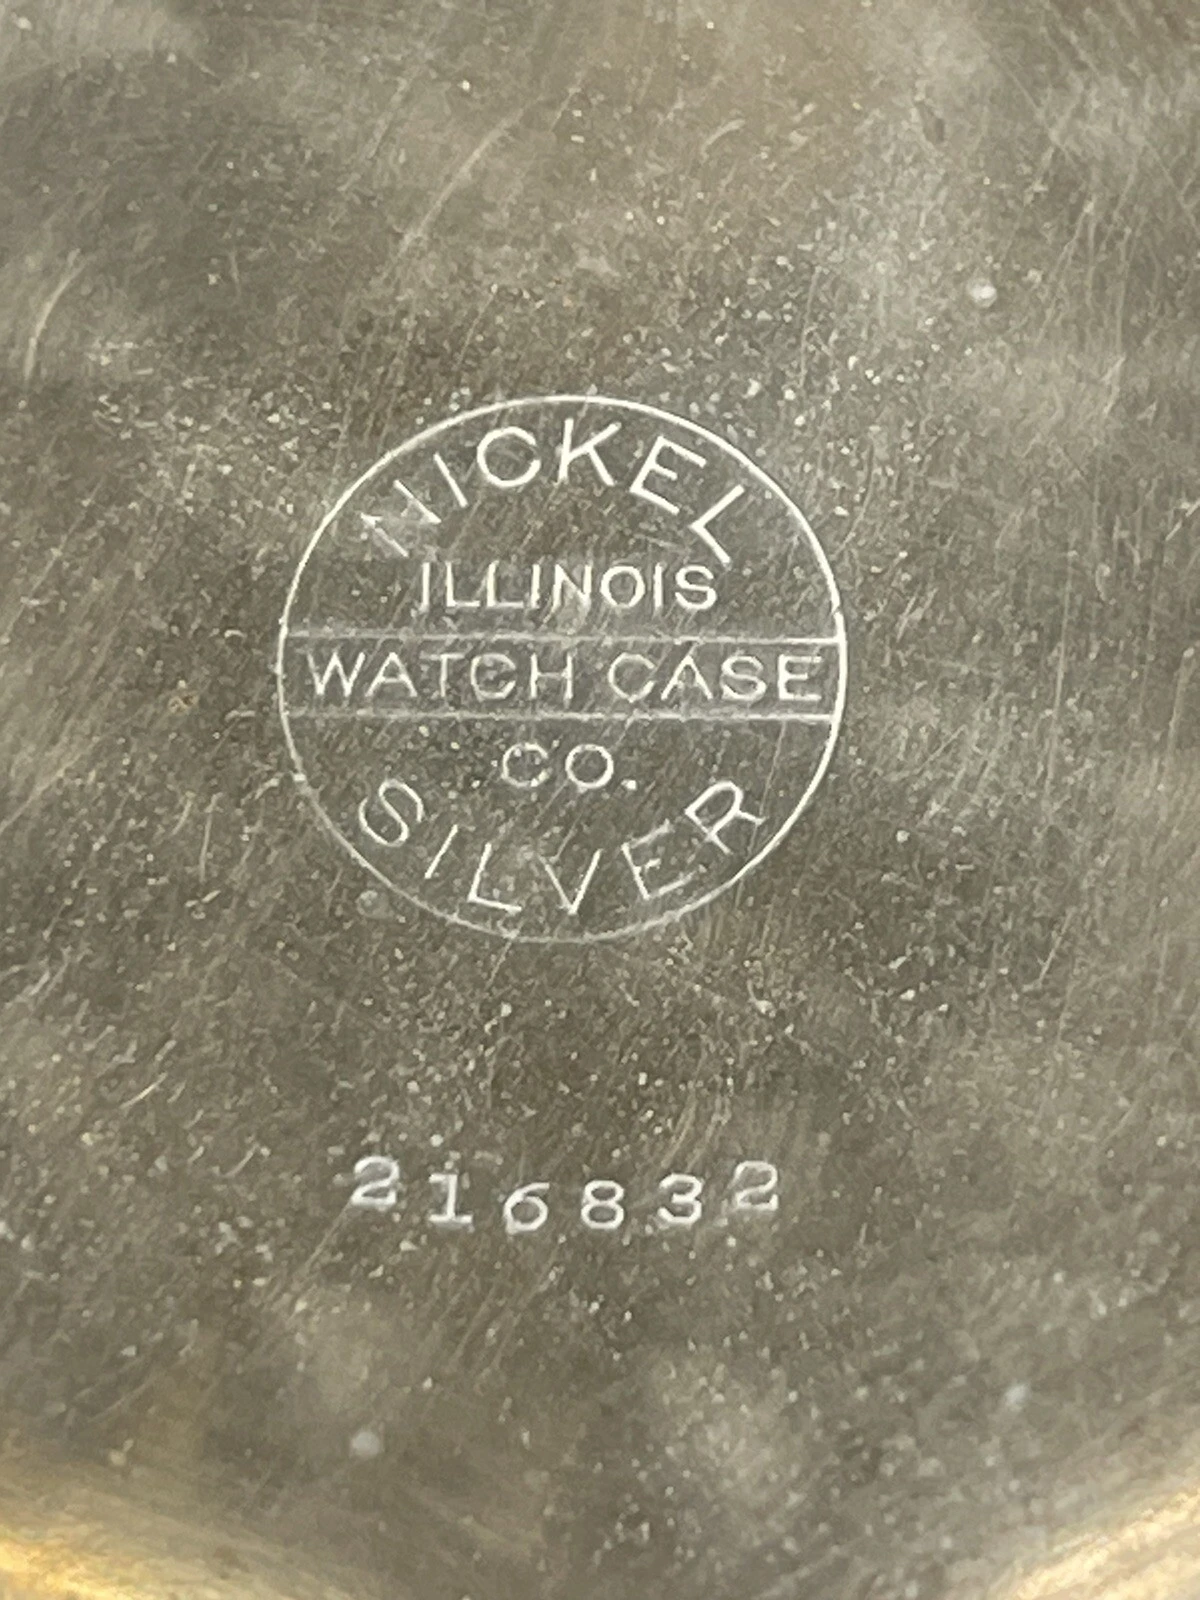 NICKEL
ILLINOIS
WATCH CASE
CO.
SILVER
216832